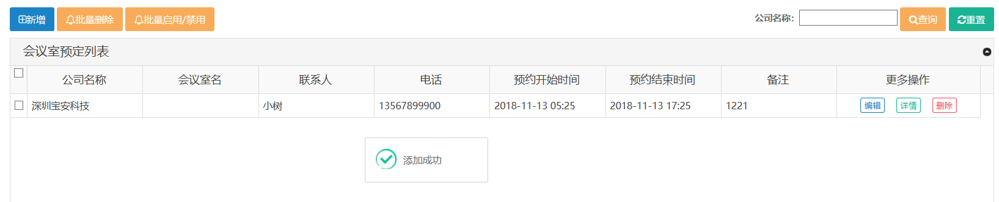 新增 批量删除 批量启用/禁用 公司名称： 查询 重置
会议室预定列表
公司名称 会议室名 联系人 电话 预约开始时间 预约结束时间 备注 更多操作
深圳宝安科技 小树 13567899900 2018-11-13 05:25 2018-11-13 17:25 1221 编辑 详情 删除
添加成功